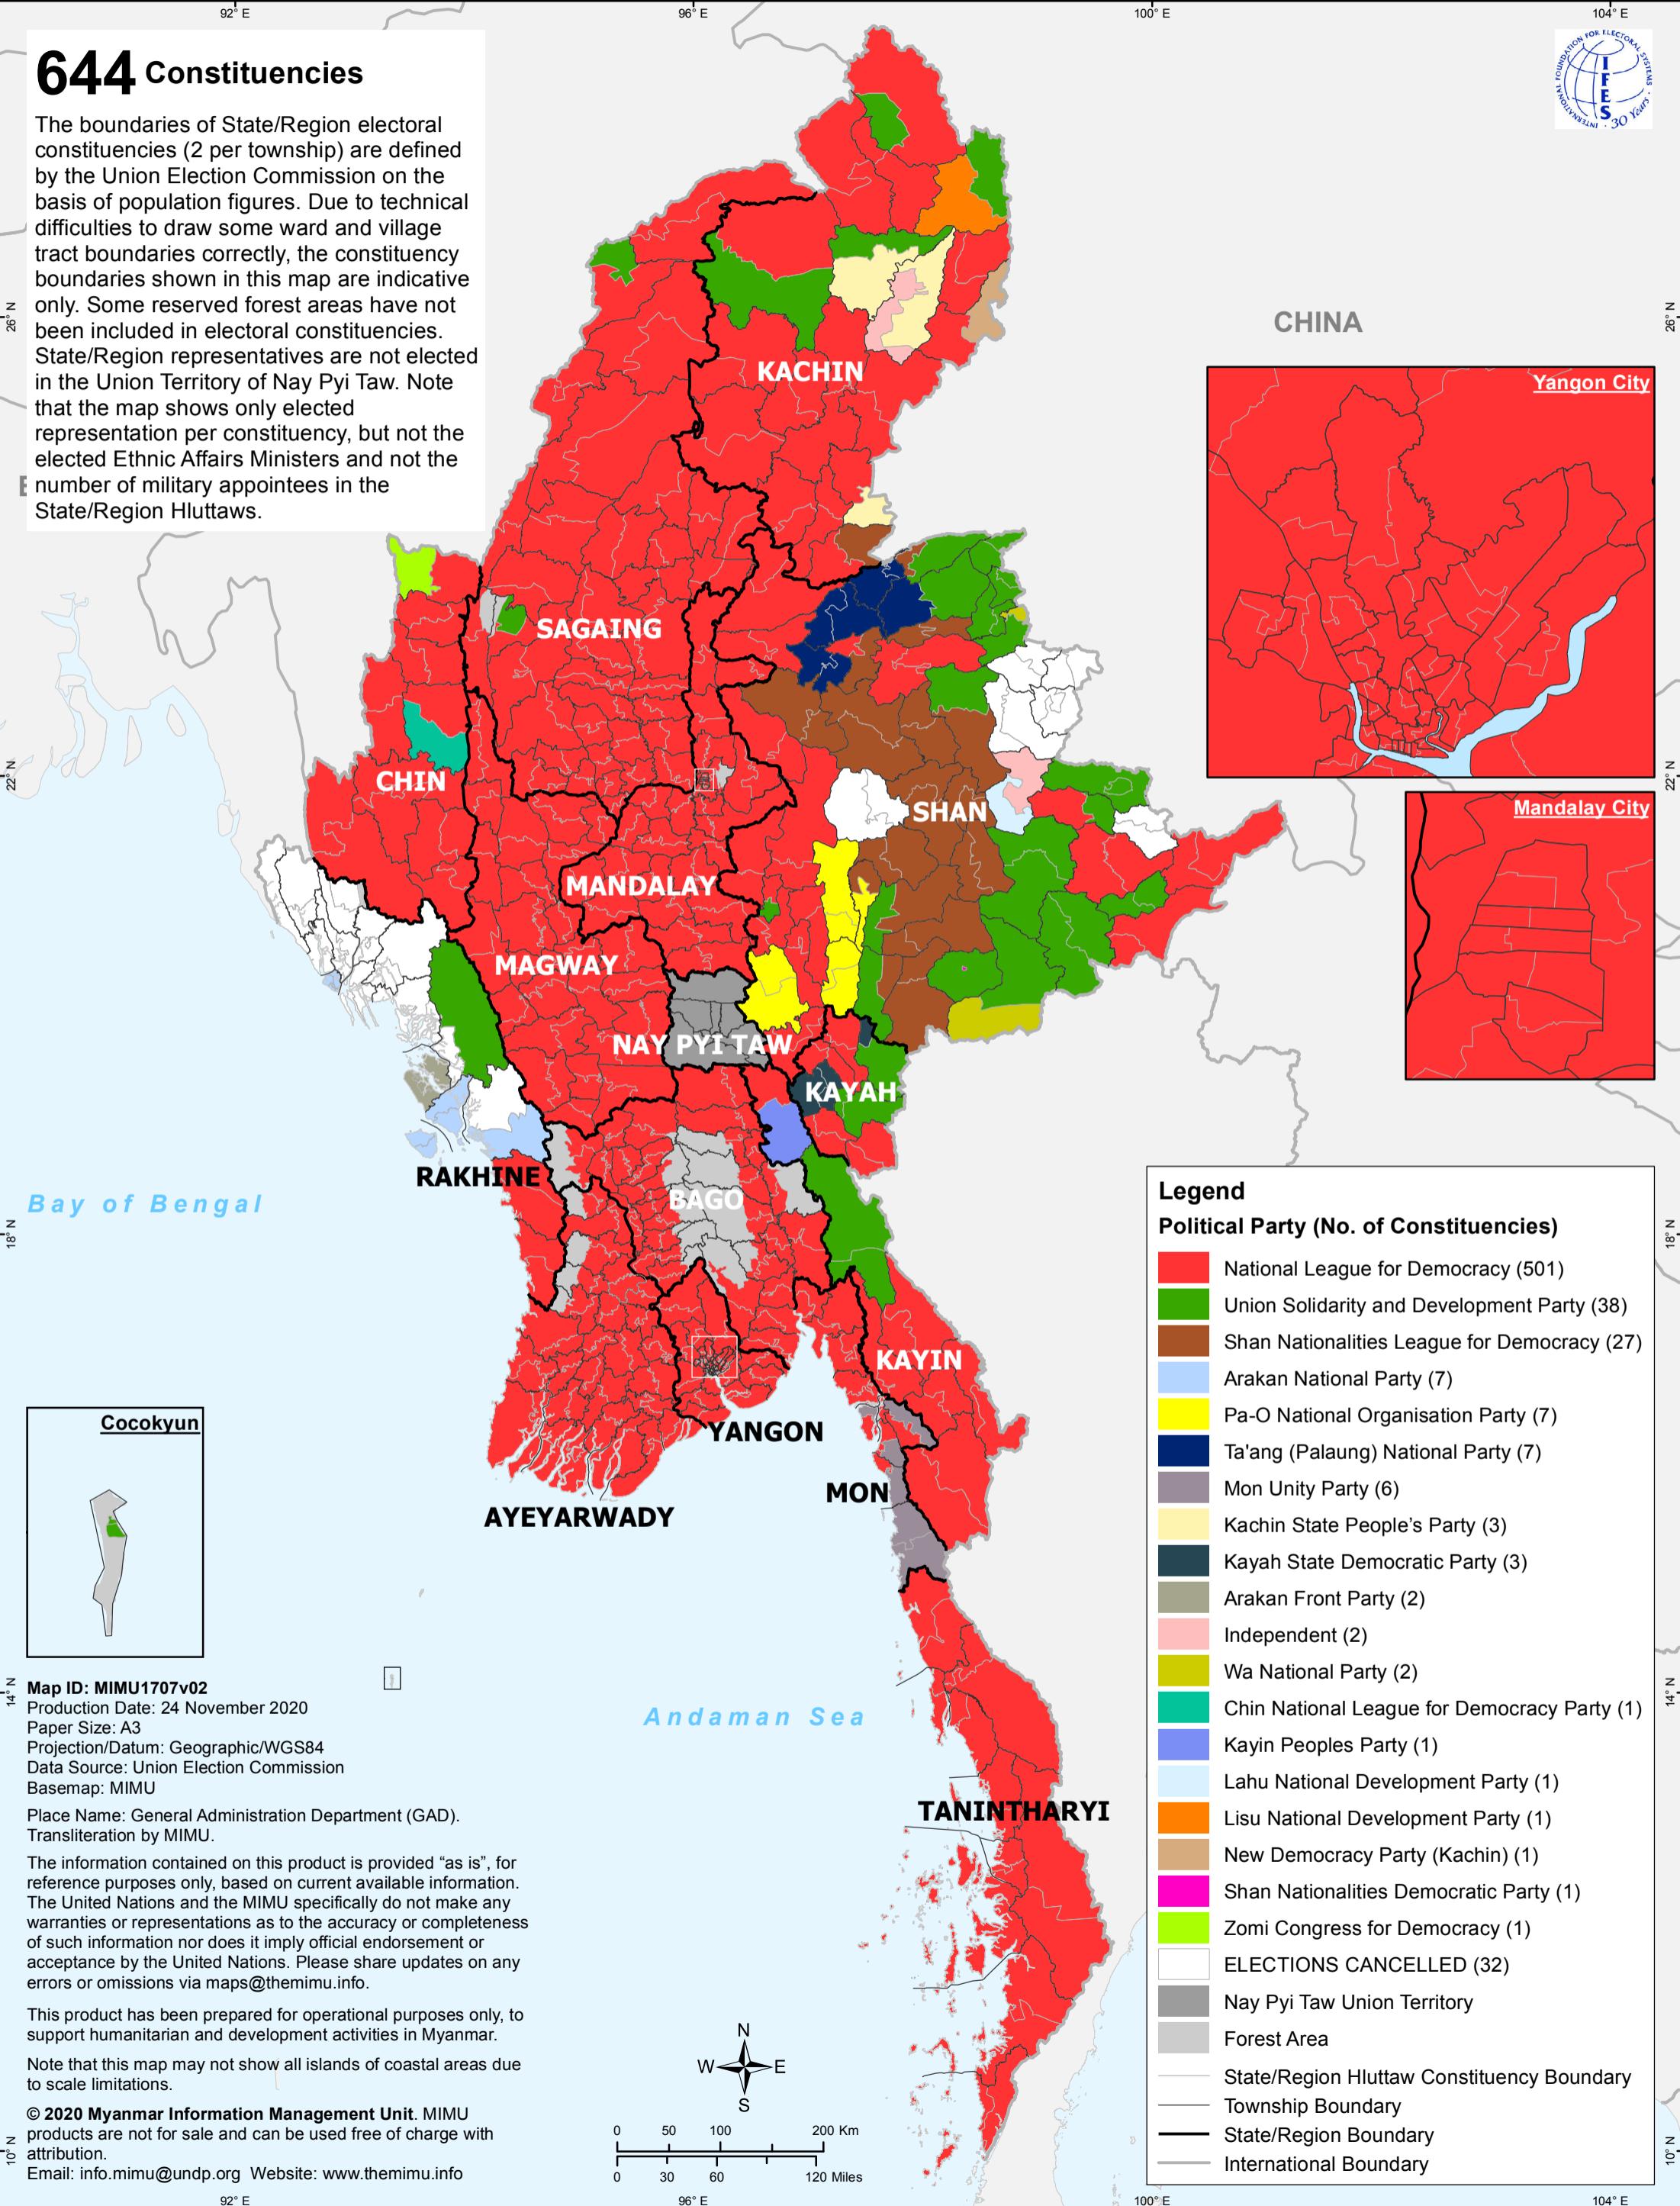 92° E
96° E
100° E
104° E
644 Constituencies
The boundaries of State/Region electoral
constituencies (2 per township) are defined
by the Union Election Commission on the
basis of population figures. Due to technical
difficulties to draw some ward and village
tract boundaries correctly, the constituency
boundaries shown in this map are indicative
only. Some reserved forest areas have not
been included in electoral constituencies.
State/Region representatives are not elected
in the Union Territory of Nay Pyi Taw. Note
that the map shows only elected
representation per constituency, but not the
elected Ethnic Affairs Ministers and not the
number of military appointees in the
State/Region Hluttaws.
INTERNATIONAL FOUNDATION FOR ELECTORAL SYSTEMS · 30 Years ·
IFES
26° N
26° N
CHINA
KACHIN
Yangon City
SAGAING
22° N
22° N
CHIN
SHAN
Mandalay City
MANDALAY
MAGWAY
NAY PYI TAW
KAYAH
RAKHINE
BAGO
Bay of Bengal
18° N
18° N
KAYIN
YANGON
MON
AYEYARWADY
Cocokyun
Andaman Sea
14° N
14° N
TANINTHARYI
Legend
Political Party (No. of Constituencies)
National League for Democracy (501)
Union Solidarity and Development Party (38)
Shan Nationalities League for Democracy (27)
Arakan National Party (7)
Pa-O National Organisation Party (7)
Ta'ang (Palaung) National Party (7)
Mon Unity Party (6)
Kachin State People’s Party (3)
Kayah State Democratic Party (3)
Arakan Front Party (2)
Independent (2)
Wa National Party (2)
Chin National League for Democracy Party (1)
Kayin Peoples Party (1)
Lahu National Development Party (1)
Lisu National Development Party (1)
New Democracy Party (Kachin) (1)
Shan Nationalities Democratic Party (1)
Zomi Congress for Democracy (1)
ELECTIONS CANCELLED (32)
Nay Pyi Taw Union Territory
Forest Area
State/Region Hluttaw Constituency Boundary
Township Boundary
State/Region Boundary
International Boundary
Map ID: MIMU1707v02
Production Date: 24 November 2020
Paper Size: A3
Projection/Datum: Geographic/WGS84
Data Source: Union Election Commission
Basemap: MIMU
Place Name: General Administration Department (GAD).
Transliteration by MIMU.
The information contained on this product is provided “as is”, for
reference purposes only, based on current available information.
The United Nations and the MIMU specifically do not make any
warranties or representations as to the accuracy or completeness
of such information nor does it imply official endorsement or
acceptance by the United Nations. Please share updates on any
errors or omissions via maps@themimu.info.
This product has been prepared for operational purposes only, to
support humanitarian and development activities in Myanmar.
Note that this map may not show all islands of coastal areas due
to scale limitations.
© 2020 Myanmar Information Management Unit. MIMU
products are not for sale and can be used free of charge with
attribution.
Email: info.mimu@undp.org Website: www.themimu.info
N
W E
S
0 50 100 200 Km
0 30 60 120 Miles
10° N
10° N
92° E
96° E
100° E
104° E